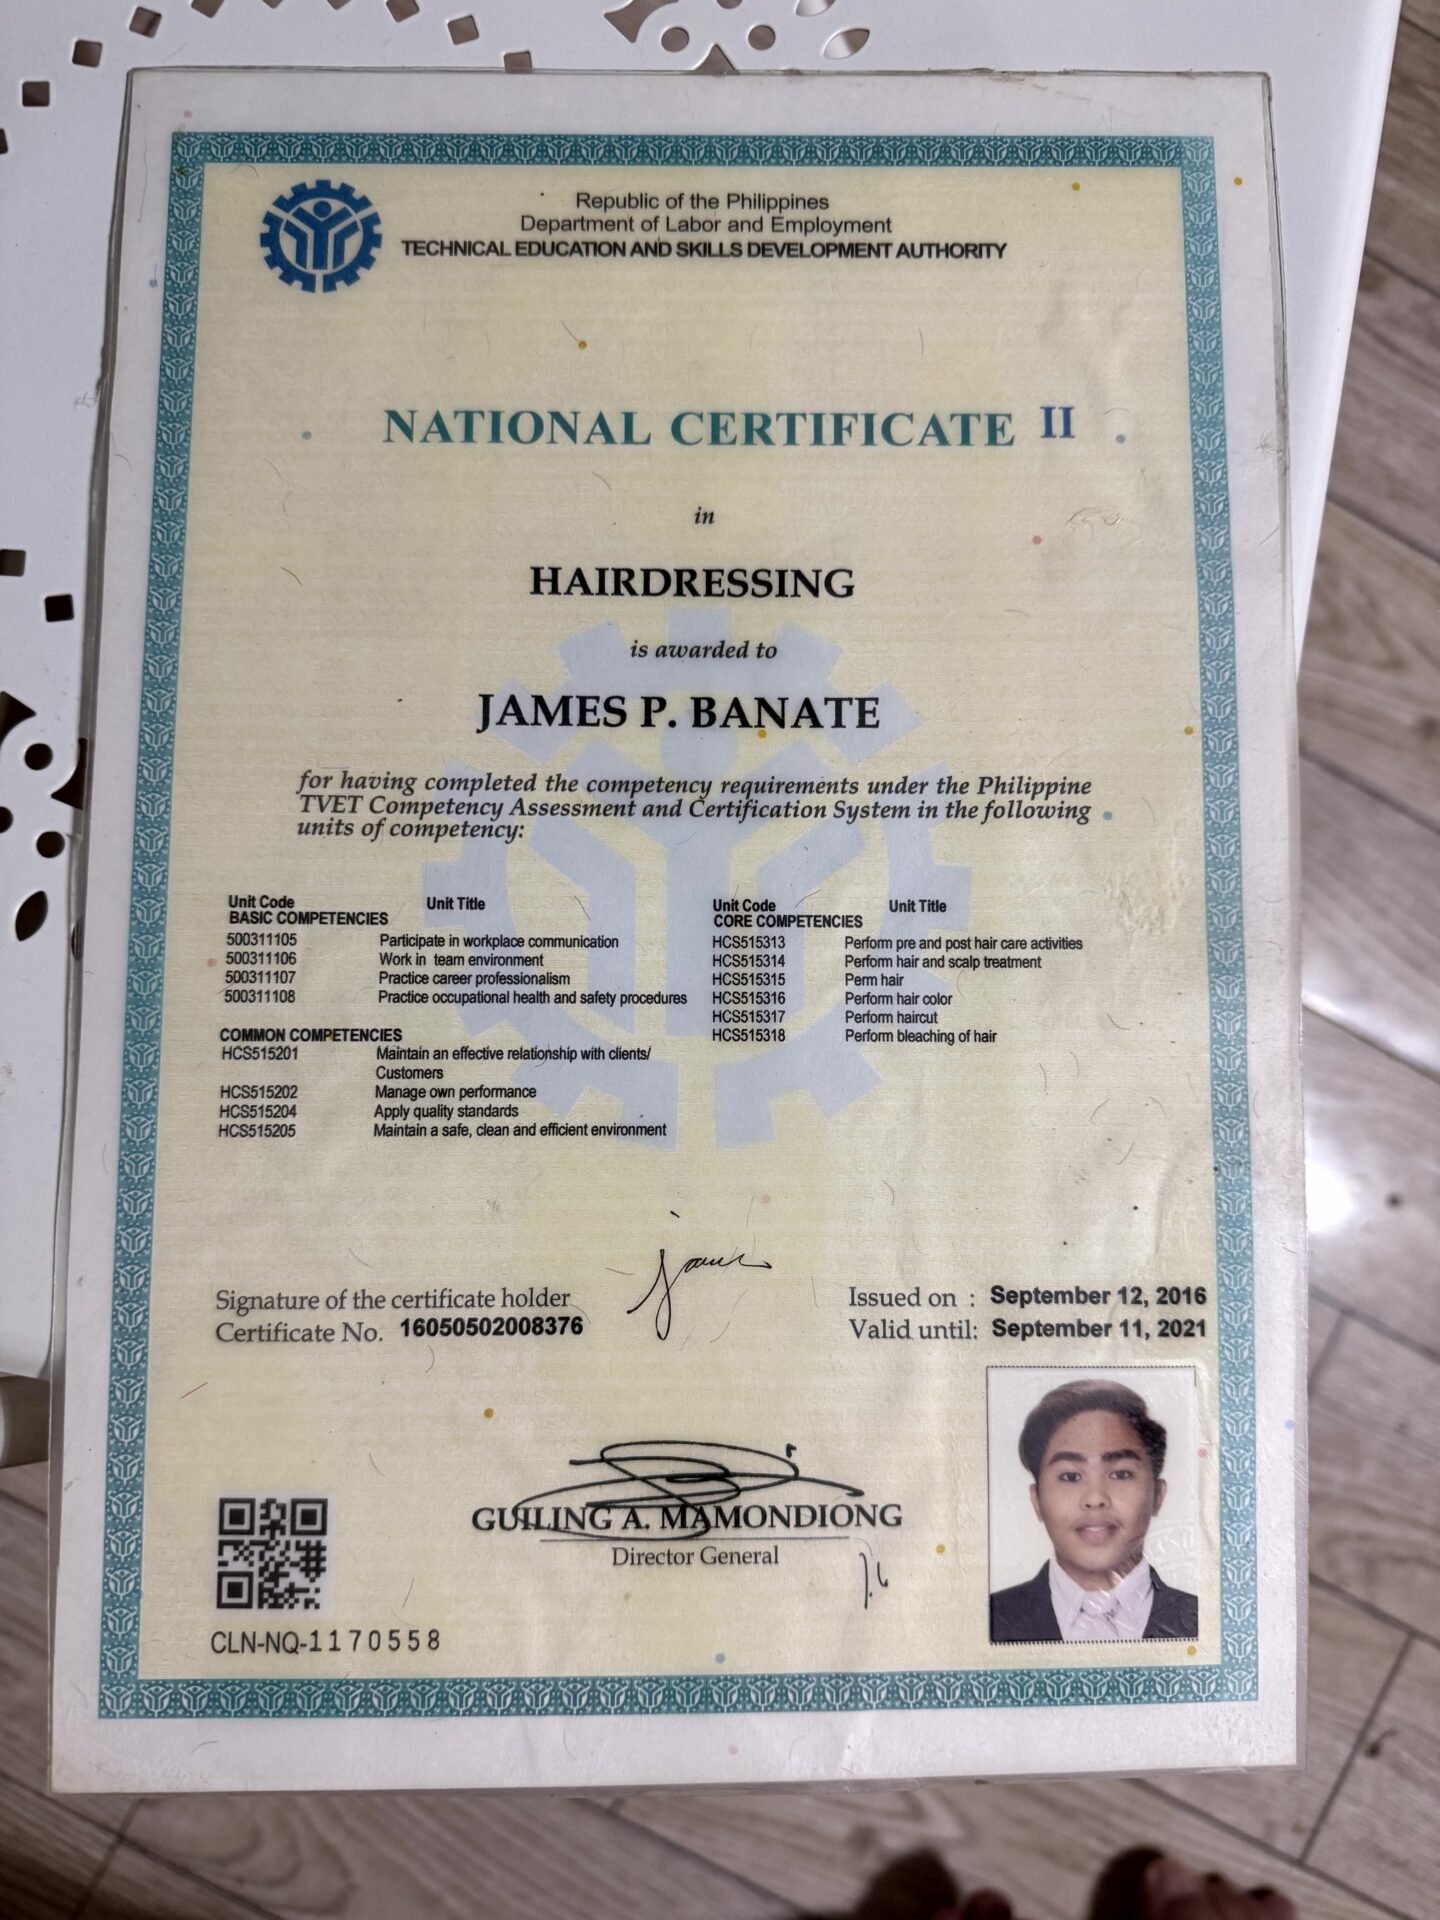 Republic of the Philippines
Department of Labor and Employment
TECHNICAL EDUCATION AND SKILLS DEVELOPMENT AUTHORITY
NATIONAL CERTIFICATE II
in
HAIRDRESSING
is awarded to
JAMES P. BANATE
for having completed the competency requirements under the Philippine
TVET Competency Assessment and Certification System in the following
units of competency:
Unit Code Unit Title
BASIC COMPETENCIES
500311105 Participate in workplace communication
500311106 Work in team environment
500311107 Practice career professionalism
500311108 Practice occupational health and safety procedures
COMMON COMPETENCIES
HCS515201 Maintain an effective relationship with clients/
Customers
HCS515202 Manage own performance
HCS515204 Apply quality standards
HCS515205 Maintain a safe, clean and efficient environment
Unit Code Unit Title
CORE COMPETENCIES
HCS515313 Perform pre and post hair care activities
HCS515314 Perform hair and scalp treatment
HCS515315 Perm hair
HCS515316 Perform hair color
HCS515317 Perform haircut
HCS515318 Perform bleaching of hair
Signature of the certificate holder
Certificate No. 16050502008376
Issued on : September 12, 2016
Valid until: September 11, 2021
GUILING A. MAMONDIONG
Director General
CLN-NQ-1170558